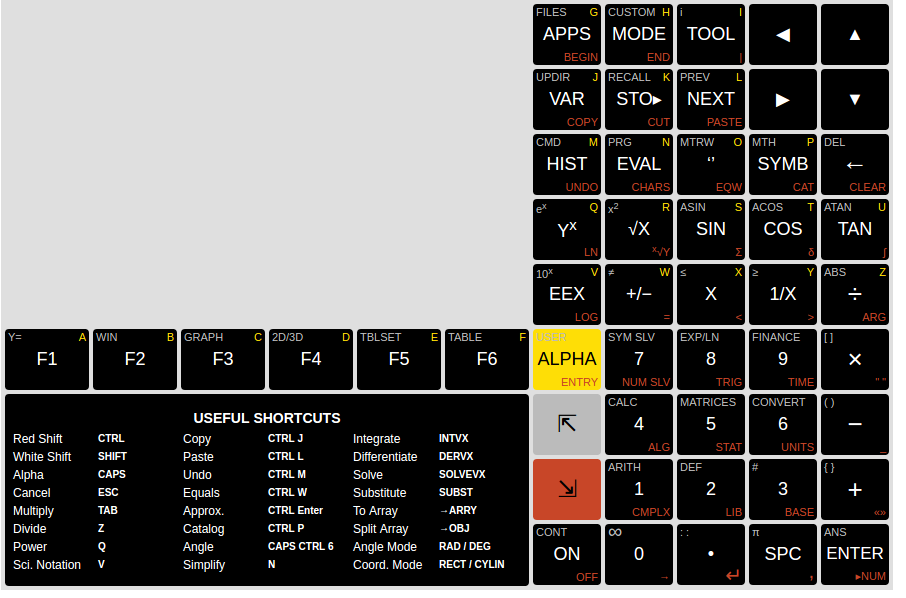 FILES G CUSTOM H i I
APPS MODE TOOL ◀ ▲
BEGIN END |
UPDIR J RECALL K PREV L
VAR STO▸ NEXT ▶ ▼
COPY CUT PASTE
CMD M PRG N MTRW O MTH P DEL
HIST EVAL ‘’ SYMB ←
UNDO CHARS EQW CAT CLEAR
eˣ Q x² R ASIN S ACOS T ATAN U
Yˣ √X SIN COS TAN
LN ˣ√Y Σ δ ∫
10ˣ V ≠ W ≤ X ≥ Y ABS Z
EEX +/− X 1/X ÷
LOG = < > ARG
Y= A WIN B GRAPH C 2D/3D D TBLSET E TABLE F USER SYM SLV EXP/LN FINANCE [ ]
F1 F2 F3 F4 F5 F6 ALPHA 7 8 9 ×
ENTRY NUM SLV TRIG TIME " "
CALC MATRICES CONVERT ( )
⇱ 4 5 6 −
ALG STAT UNITS _
ARITH DEF # { }
⇲ 1 2 3 +
CMPLX LIB BASE «»
CONT ∞ : : π ANS
ON 0 • SPC ENTER
OFF → ↵ , ▸NUM
USEFUL SHORTCUTS
Red Shift CTRL Copy CTRL J Integrate INTVX
White Shift SHIFT Paste CTRL L Differentiate DERVX
Alpha CAPS Undo CTRL M Solve SOLVEVX
Cancel ESC Equals CTRL W Substitute SUBST
Multiply TAB Approx. CTRL Enter To Array →ARRY
Divide Z Catalog CTRL P Split Array →OBJ
Power Q Angle CAPS CTRL 6 Angle Mode RAD / DEG
Sci. Notation V Simplify N Coord. Mode RECT / CYLIN